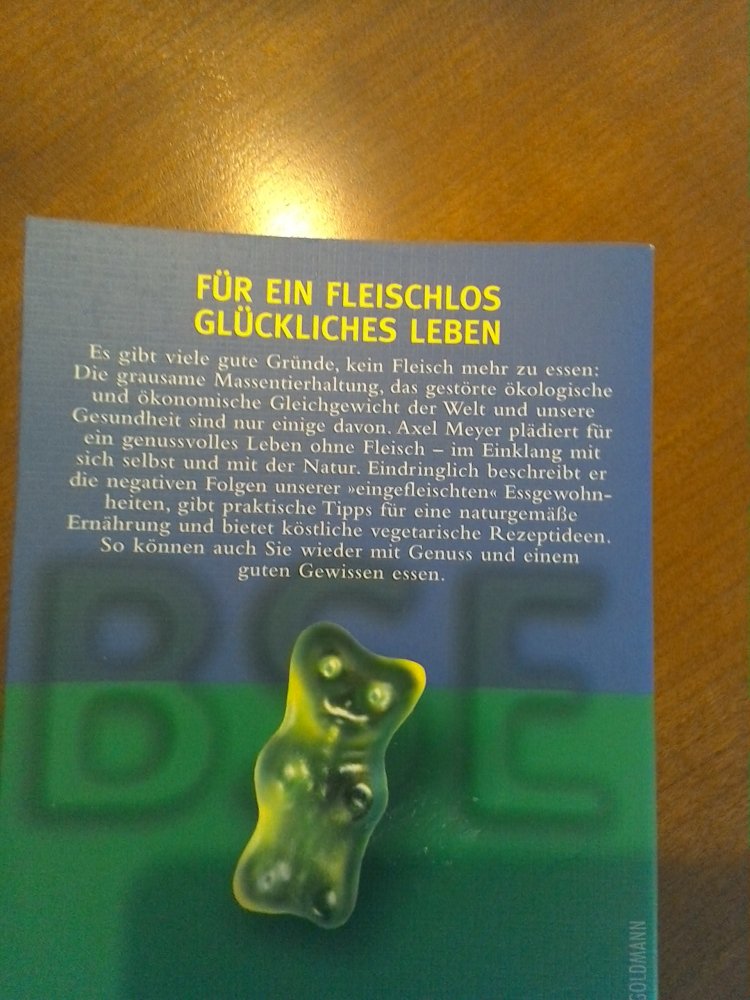 FÜR EIN FLEISCHLOS
GLÜCKLICHES LEBEN
Es gibt viele gute Gründe, kein Fleisch mehr zu essen:
Die grausame Massentierhaltung, das gestörte ökologische
und ökonomische Gleichgewicht der Welt und unsere
Gesundheit sind nur einige davon. Axel Meyer plädiert für
ein genussvolles Leben ohne Fleisch – im Einklang mit
sich selbst und mit der Natur. Eindringlich beschreibt er
die negativen Folgen unserer »eingefleischten« Essgewohn-
heiten, gibt praktische Tipps für eine naturgemäße
Ernährung und bietet köstliche vegetarische Rezeptideen.
So können auch Sie wieder mit Genuss und einem
guten Gewissen essen.
BSE
GOLDMANN